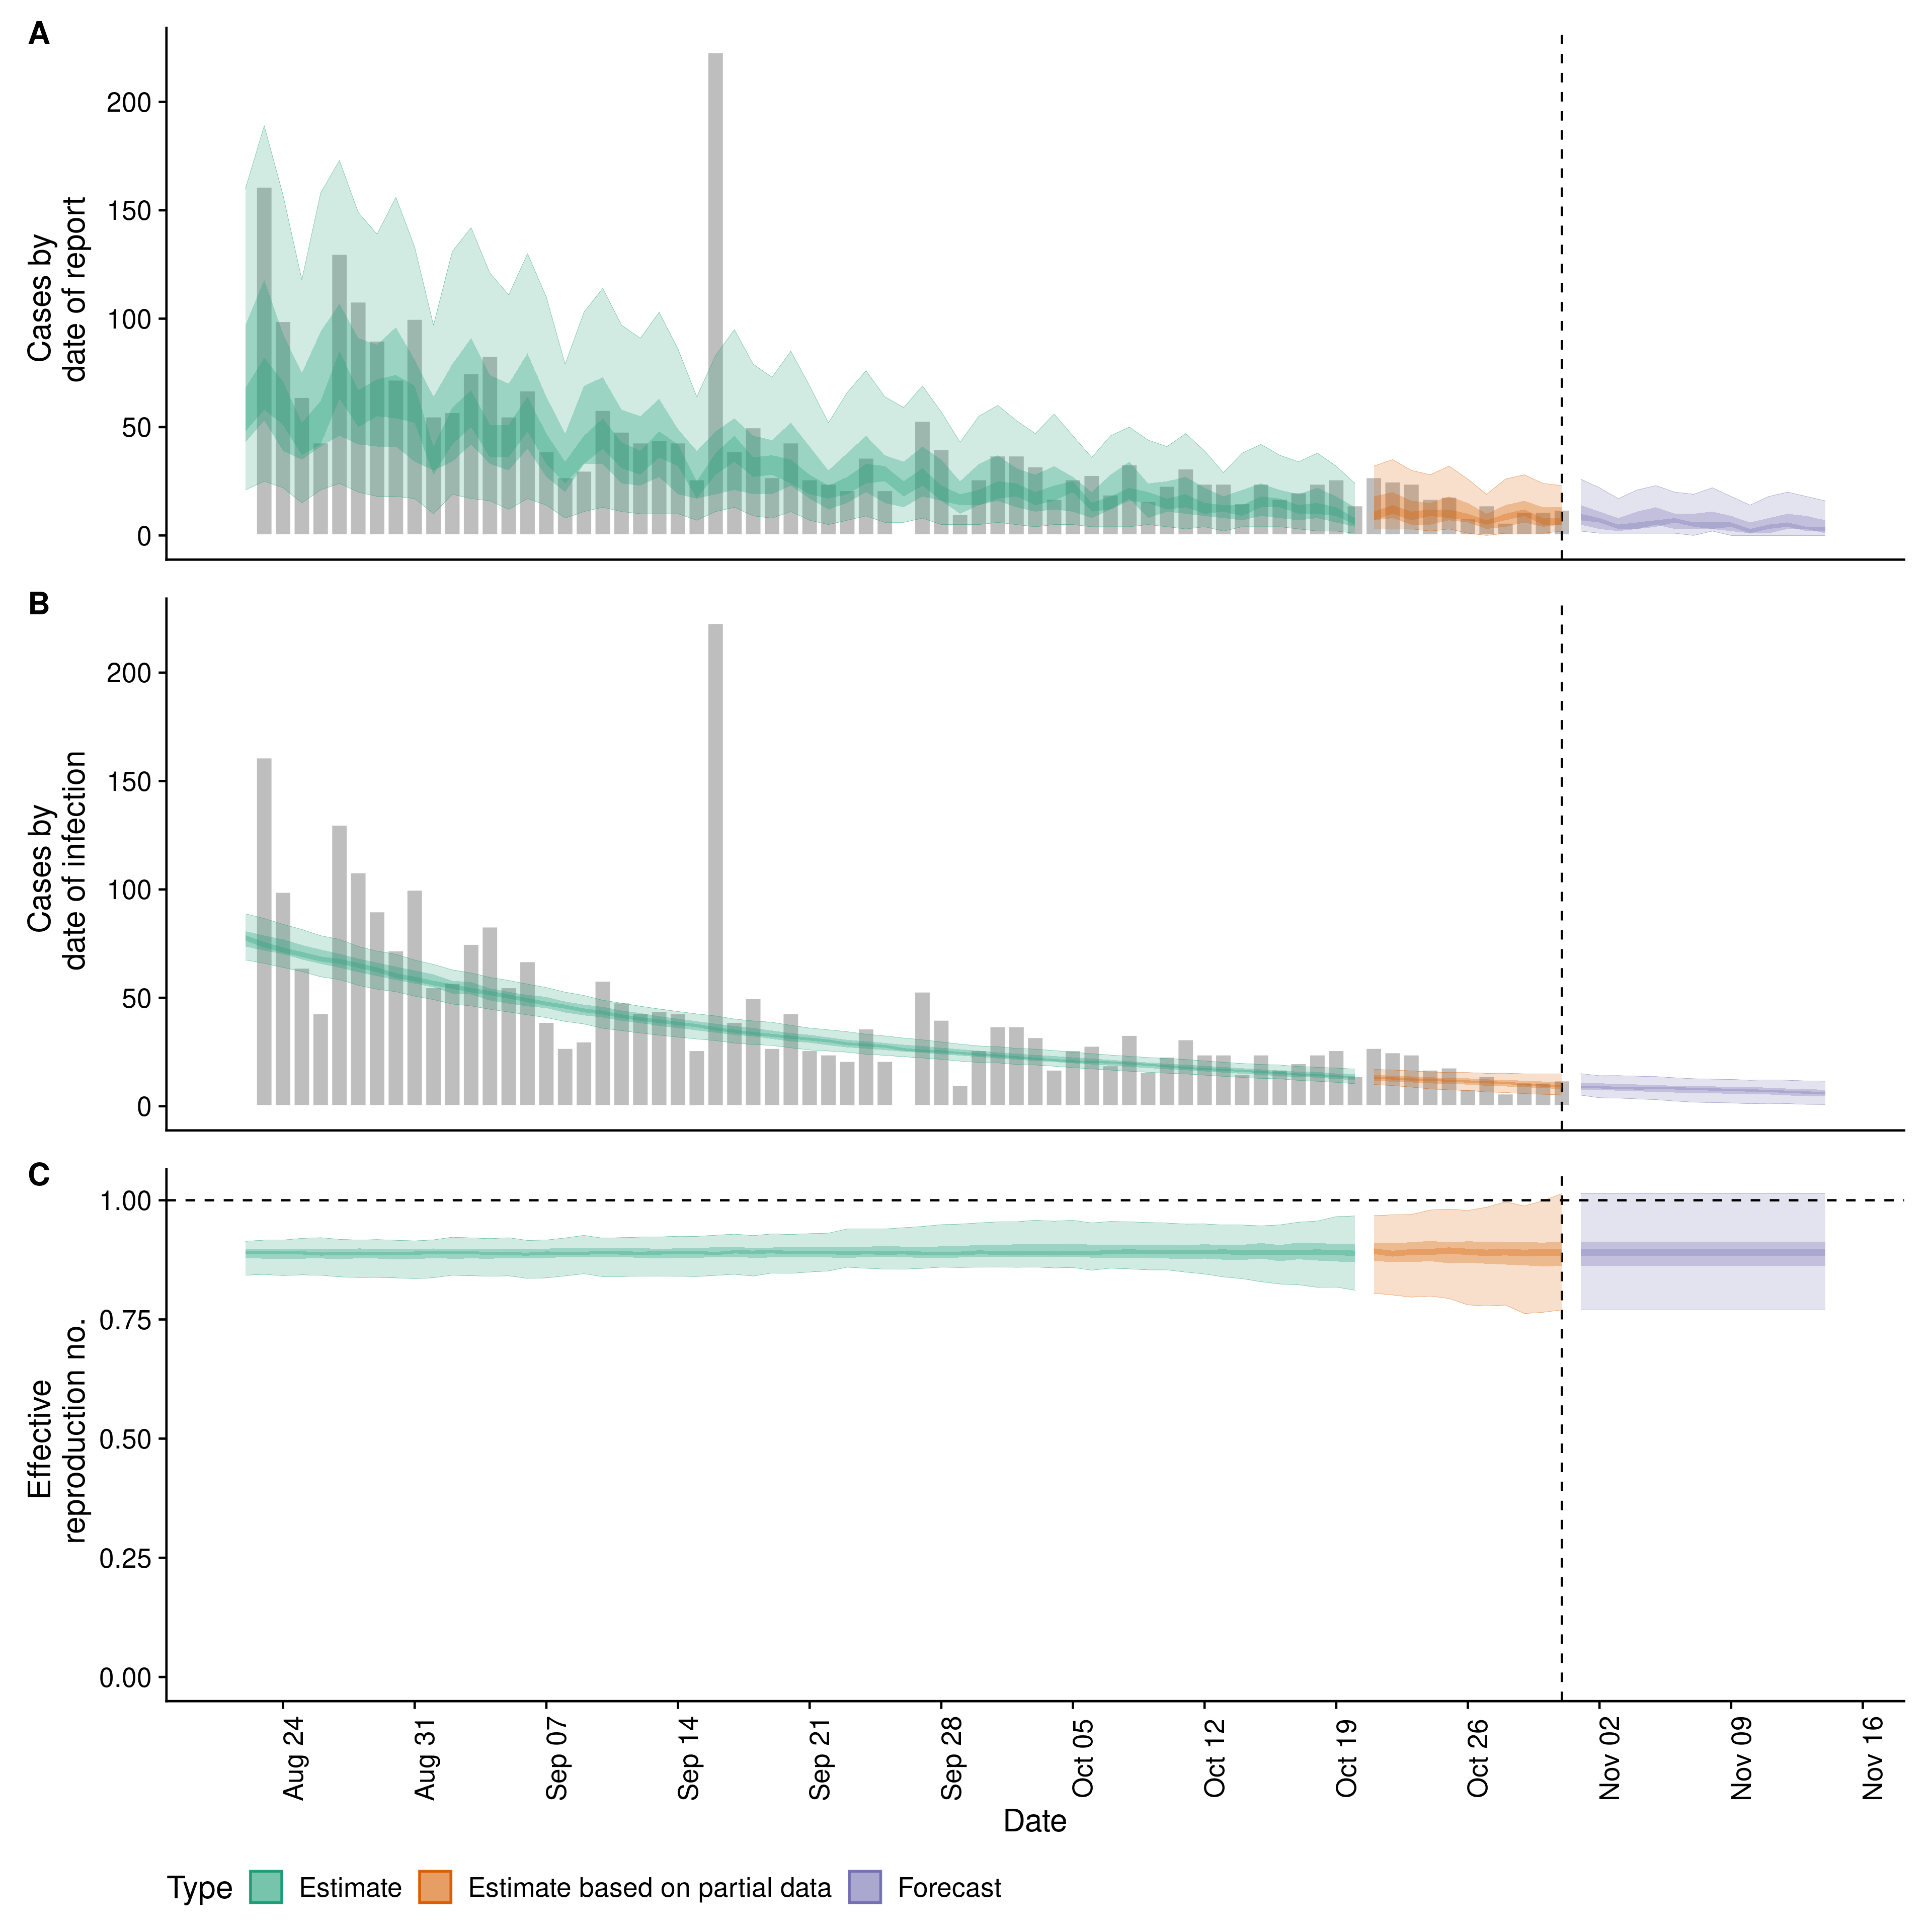 A
Cases by
date of report
200
150
100
50
0
B
Cases by
date of infection
200
150
100
50
0
C
Effective
reproduction no.
1.00
0.75
0.50
0.25
0.00
Aug 24
Aug 31
Sep 07
Sep 14
Sep 21
Sep 28
Oct 05
Oct 12
Oct 19
Oct 26
Nov 02
Nov 09
Nov 16
Date
Type Estimate Estimate based on partial data Forecast